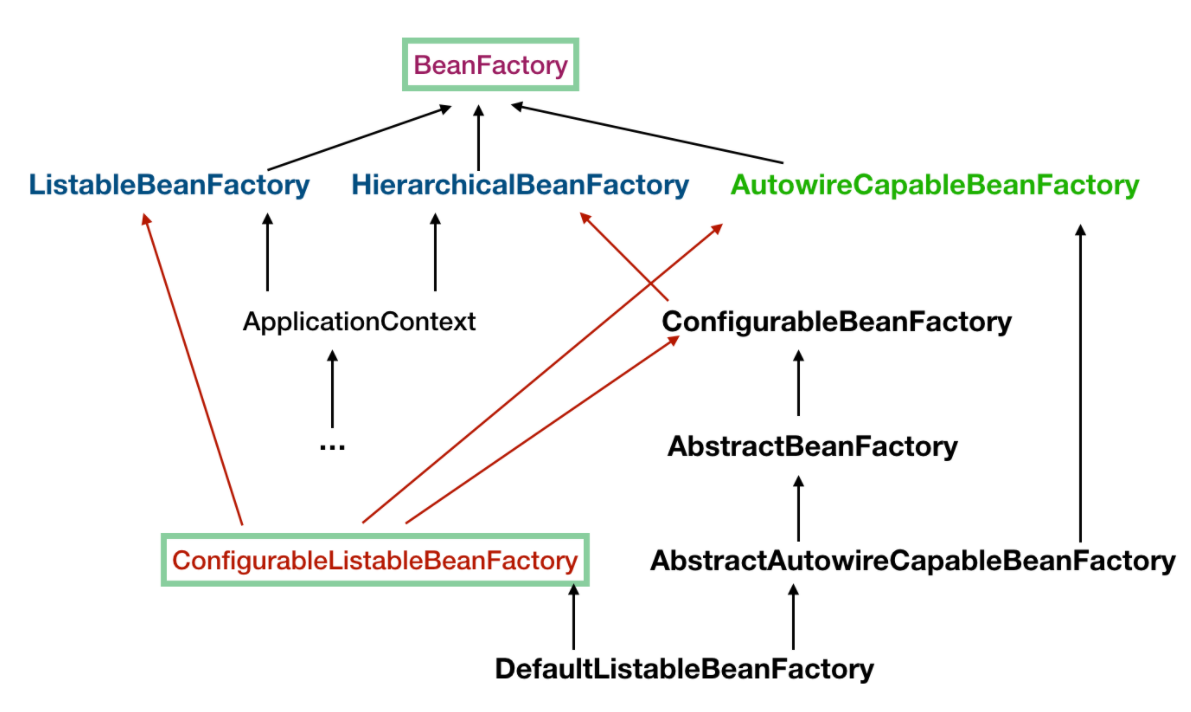 BeanFactory
ListableBeanFactory HierarchicalBeanFactory AutowireCapableBeanFactory
ApplicationContext ConfigurableBeanFactory
... AbstractBeanFactory
ConfigurableListableBeanFactory AbstractAutowireCapableBeanFactory
DefaultListableBeanFactory